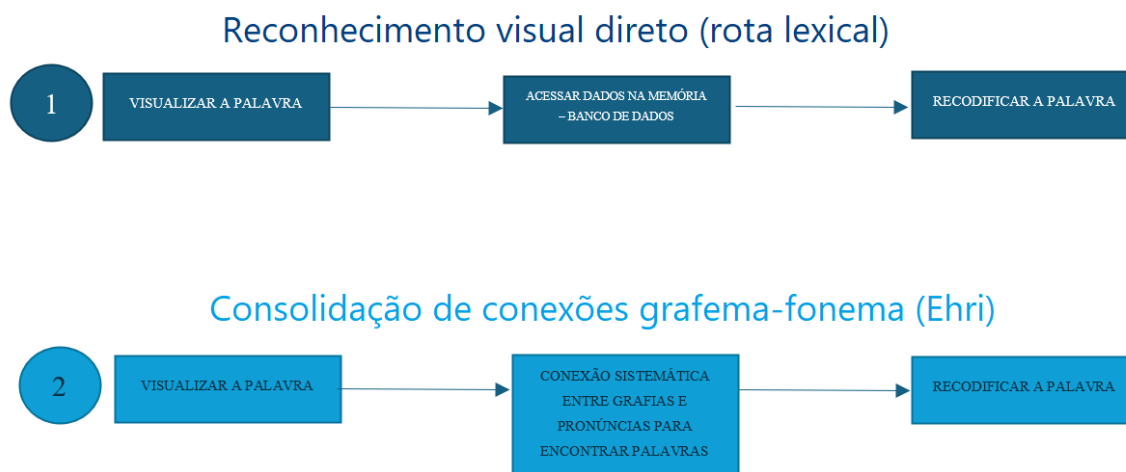 Reconhecimento visual direto (rota lexical)
1
VISUALIZAR A PALAVRA
ACESSAR DADOS NA MEMÓRIA
– BANCO DE DADOS
RECODIFICAR A PALAVRA
Consolidação de conexões grafema-fonema (Ehri)
2
VISUALIZAR A PALAVRA
CONEXÃO SISTEMÁTICA
ENTRE GRAFIAS E
PRONÚNCIAS PARA
ENCONTRAR PALAVRAS
RECODIFICAR A PALAVRA